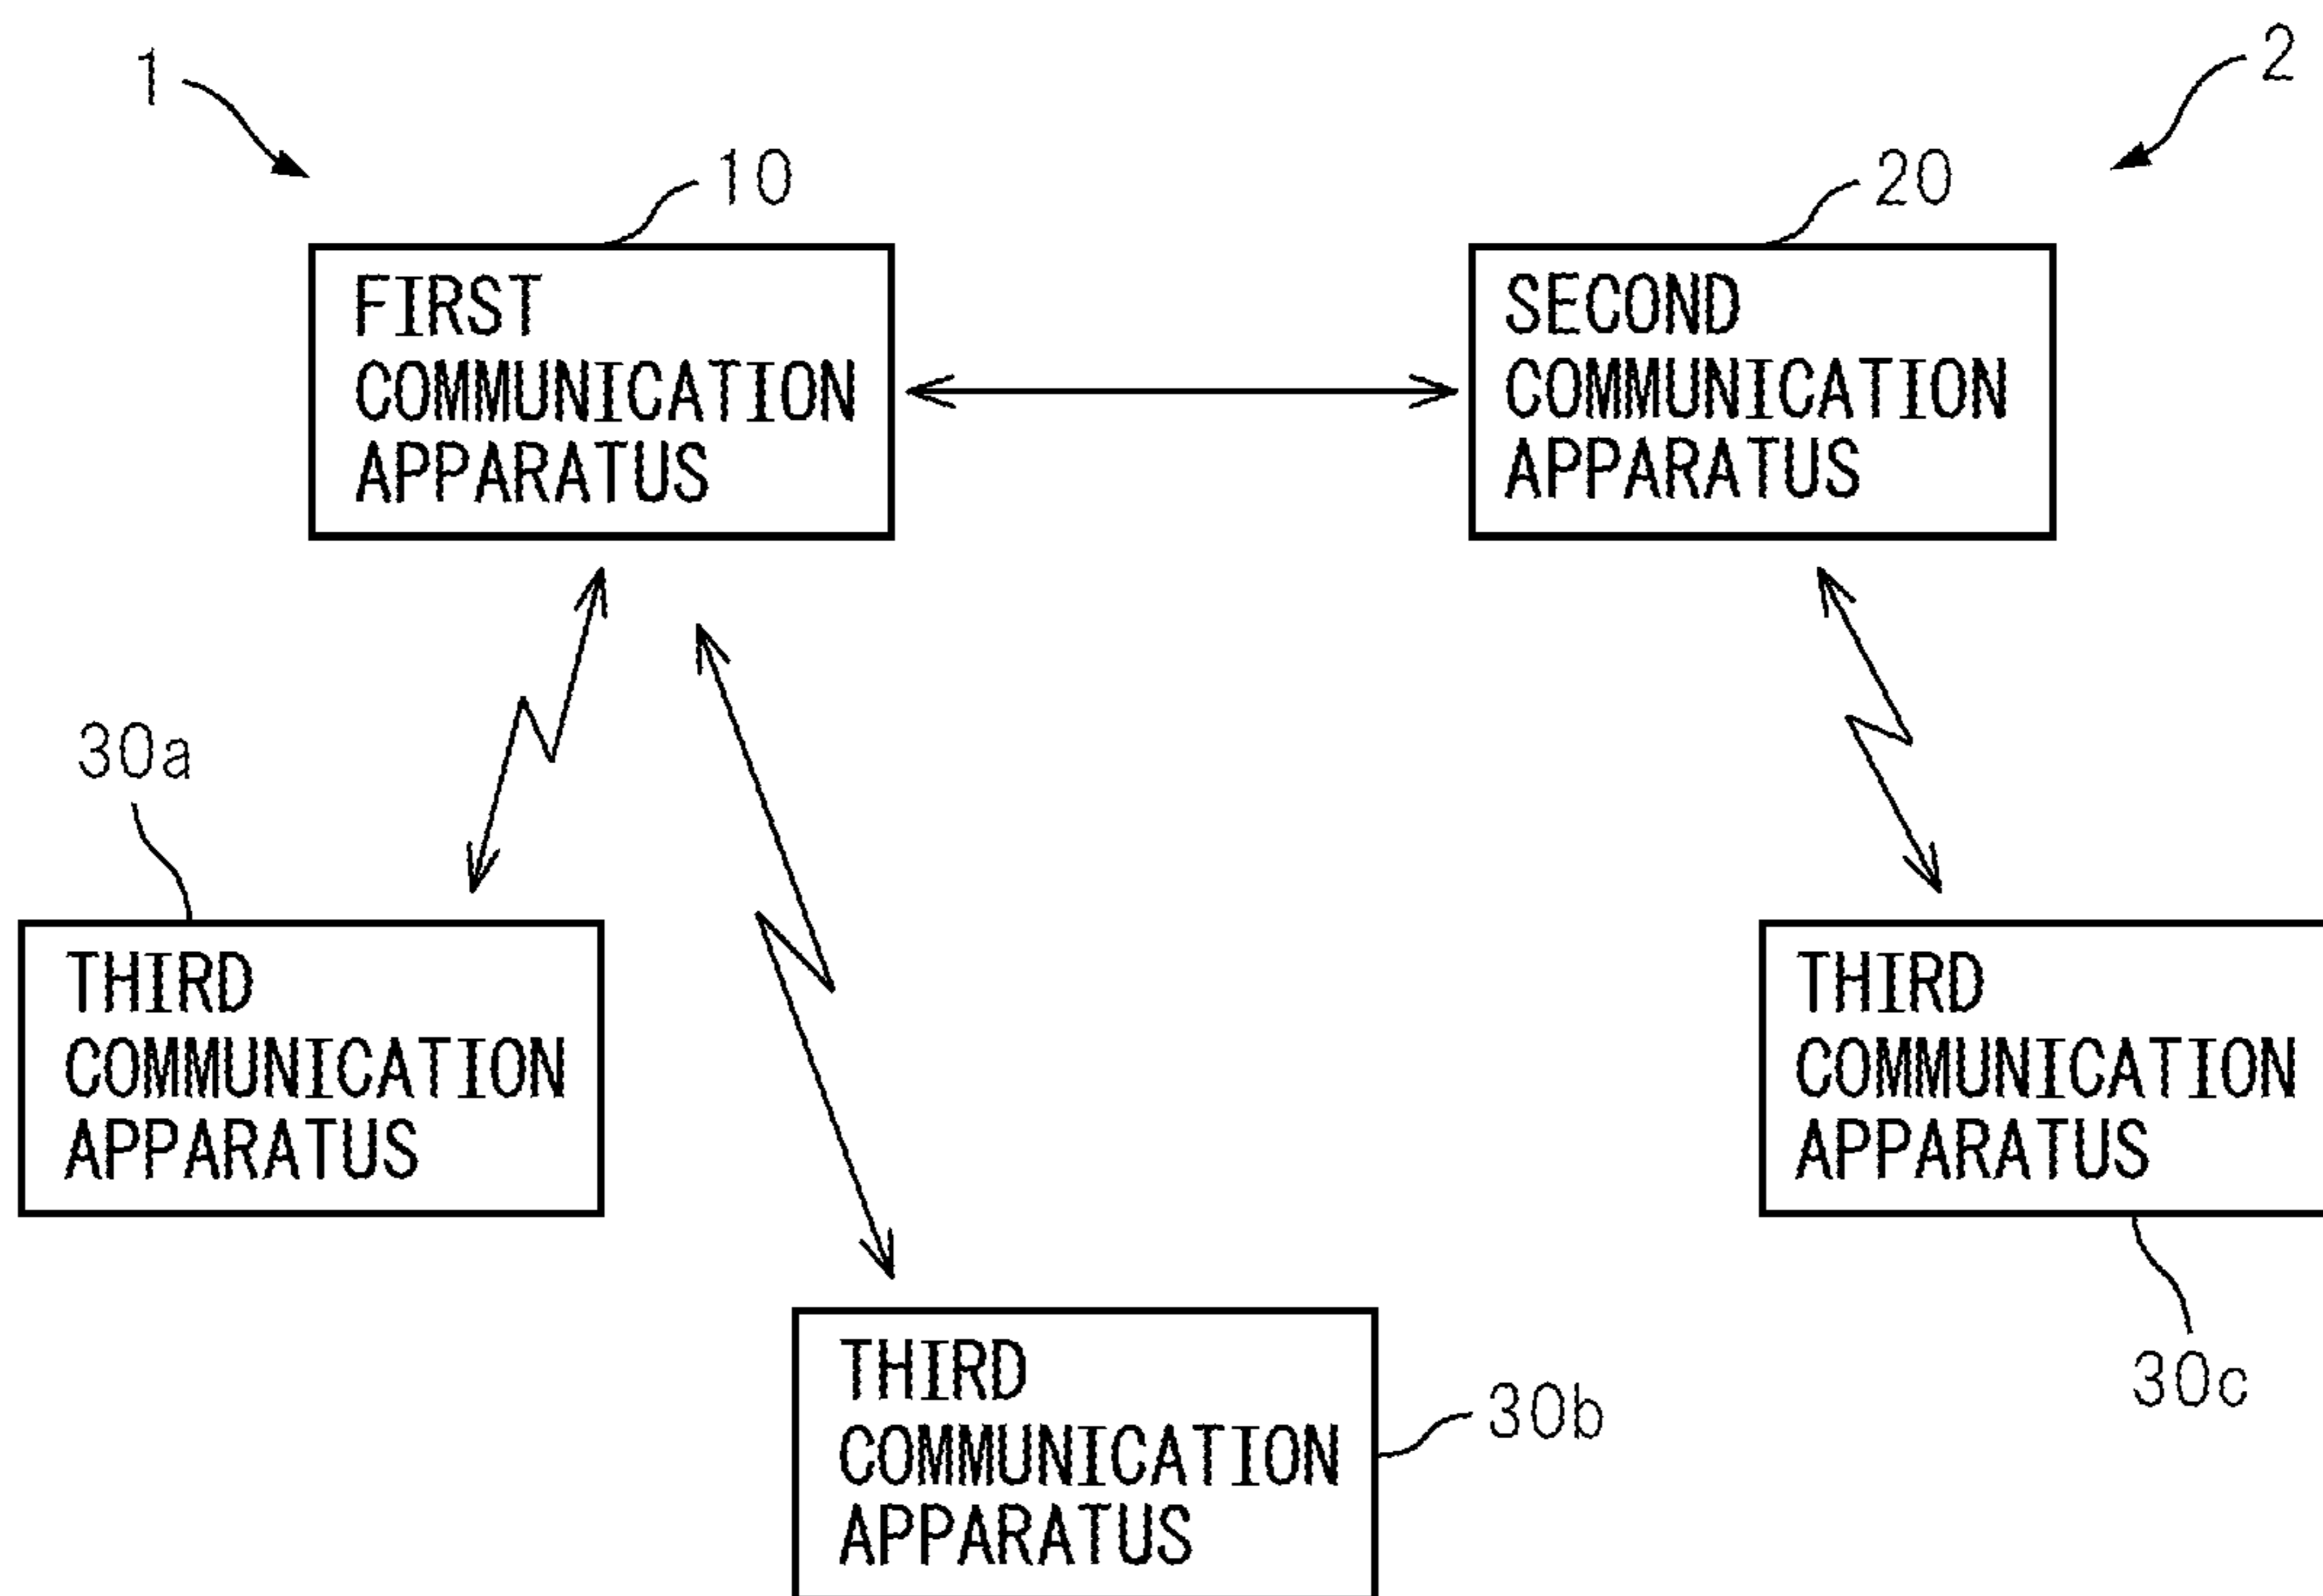 1
2
10
20
FIRST
COMMUNICATION
APPARATUS
SECOND
COMMUNICATION
APPARATUS
30a
THIRD
COMMUNICATION
APPARATUS
THIRD
COMMUNICATION
APPARATUS
30c
THIRD
COMMUNICATION
APPARATUS
30b